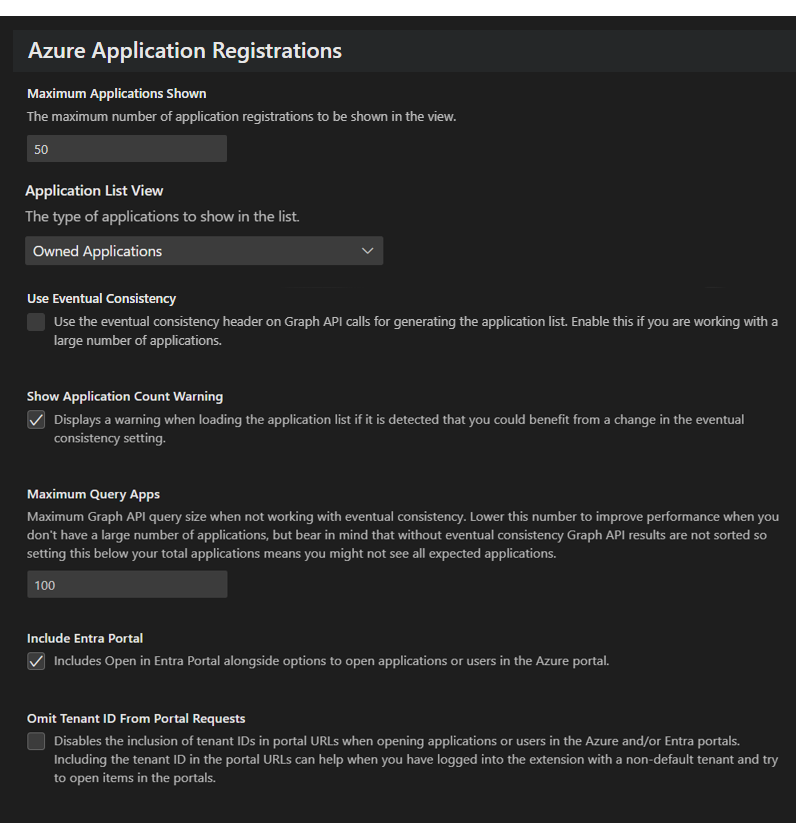 Azure Application Registrations
Maximum Applications Shown
The maximum number of application registrations to be shown in the view.
50
Application List View
The type of applications to show in the list.
Owned Applications
Use Eventual Consistency
Use the eventual consistency header on Graph API calls for generating the application list. Enable this if you are working with a
large number of applications.
Show Application Count Warning
Displays a warning when loading the application list if it is detected that you could benefit from a change in the eventual
consistency setting.
Maximum Query Apps
Maximum Graph API query size when not working with eventual consistency. Lower this number to improve performance when you
don't have a large number of applications, but bear in mind that without eventual consistency Graph API results are not sorted so
setting this below your total applications means you might not see all expected applications.
100
Include Entra Portal
Includes Open in Entra Portal alongside options to open applications or users in the Azure portal.
Omit Tenant ID From Portal Requests
Disables the inclusion of tenant IDs in portal URLs when opening applications or users in the Azure and/or Entra portals.
Including the tenant ID in the portal URLs can help when you have logged into the extension with a non-default tenant and try
to open items in the portals.